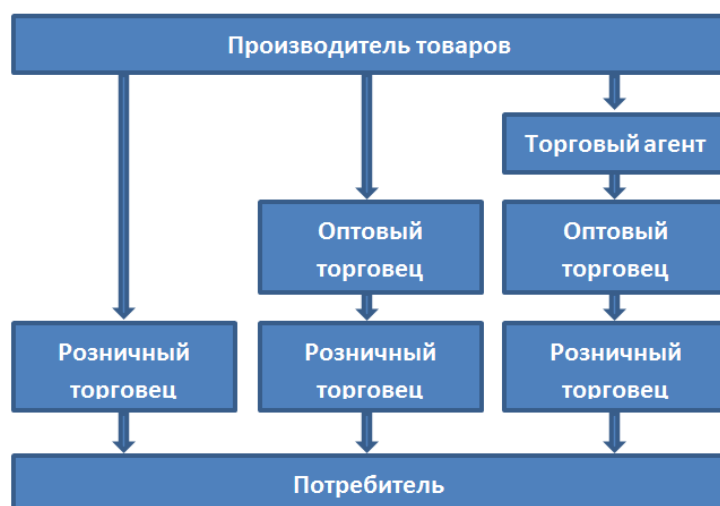 Производитель товаров
Торговый агент
Оптовый
торговец
Оптовый
торговец
Розничный
торговец
Розничный
торговец
Розничный
торговец
Потребитель